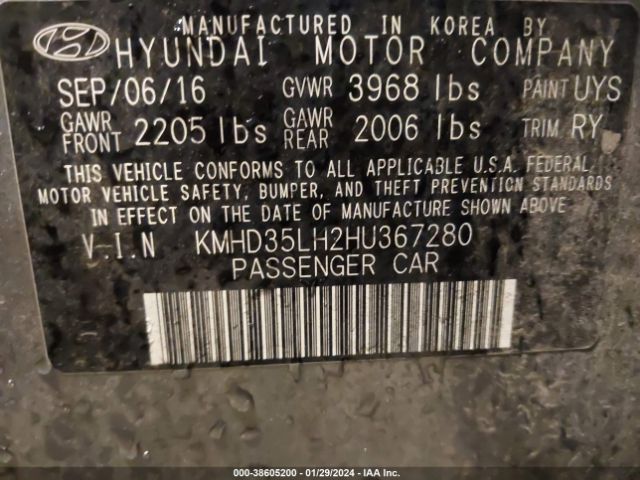 MANUFACTURED IN KOREA BY
HYUNDAI MOTOR COMPANY
SEP/06/16 GVWR 3968 lbs PAINT UYS
GAWR FRONT 2205 lbs GAWR REAR 2006 lbs TRIM RY
THIS VEHICLE CONFORMS TO ALL APPLICABLE U.S.A. FEDERAL
MOTOR VEHICLE SAFETY, BUMPER, AND THEFT PREVENTION STANDARDS
IN EFFECT ON THE DATE OF MANUFACTURE SHOWN ABOVE.
V.I.N KMHD35LH2HU367280
PASSENGER CAR
000-38605200 - 01/29/2024 - IAA Inc.